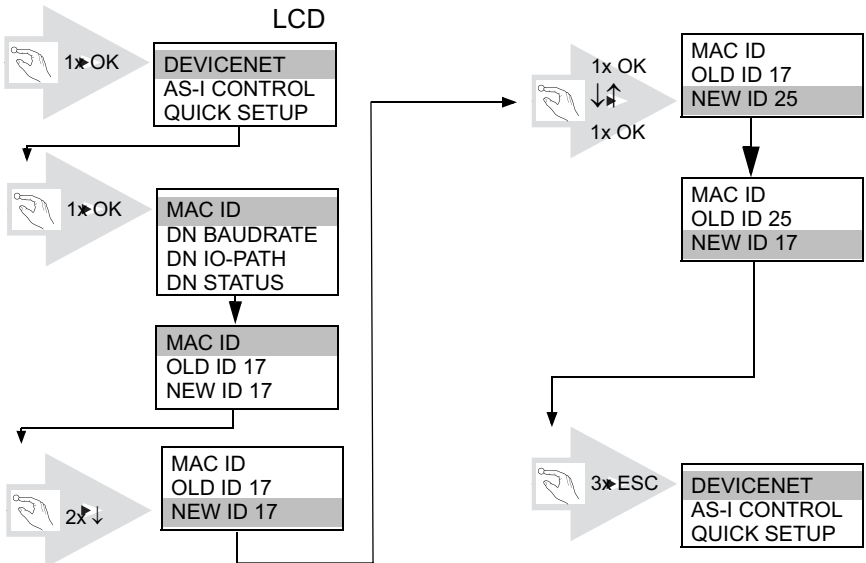 LCD
1x OK
DEVICENET
AS-I CONTROL
QUICK SETUP
1x OK
MAC ID
DN BAUDRATE
DN IO-PATH
DN STATUS
MAC ID
OLD ID 17
NEW ID 17
2x ↓
MAC ID
OLD ID 17
NEW ID 17
1x OK
↓↑
1x OK
MAC ID
OLD ID 17
NEW ID 25
MAC ID
OLD ID 25
NEW ID 17
3x ESC
DEVICENET
AS-I CONTROL
QUICK SETUP